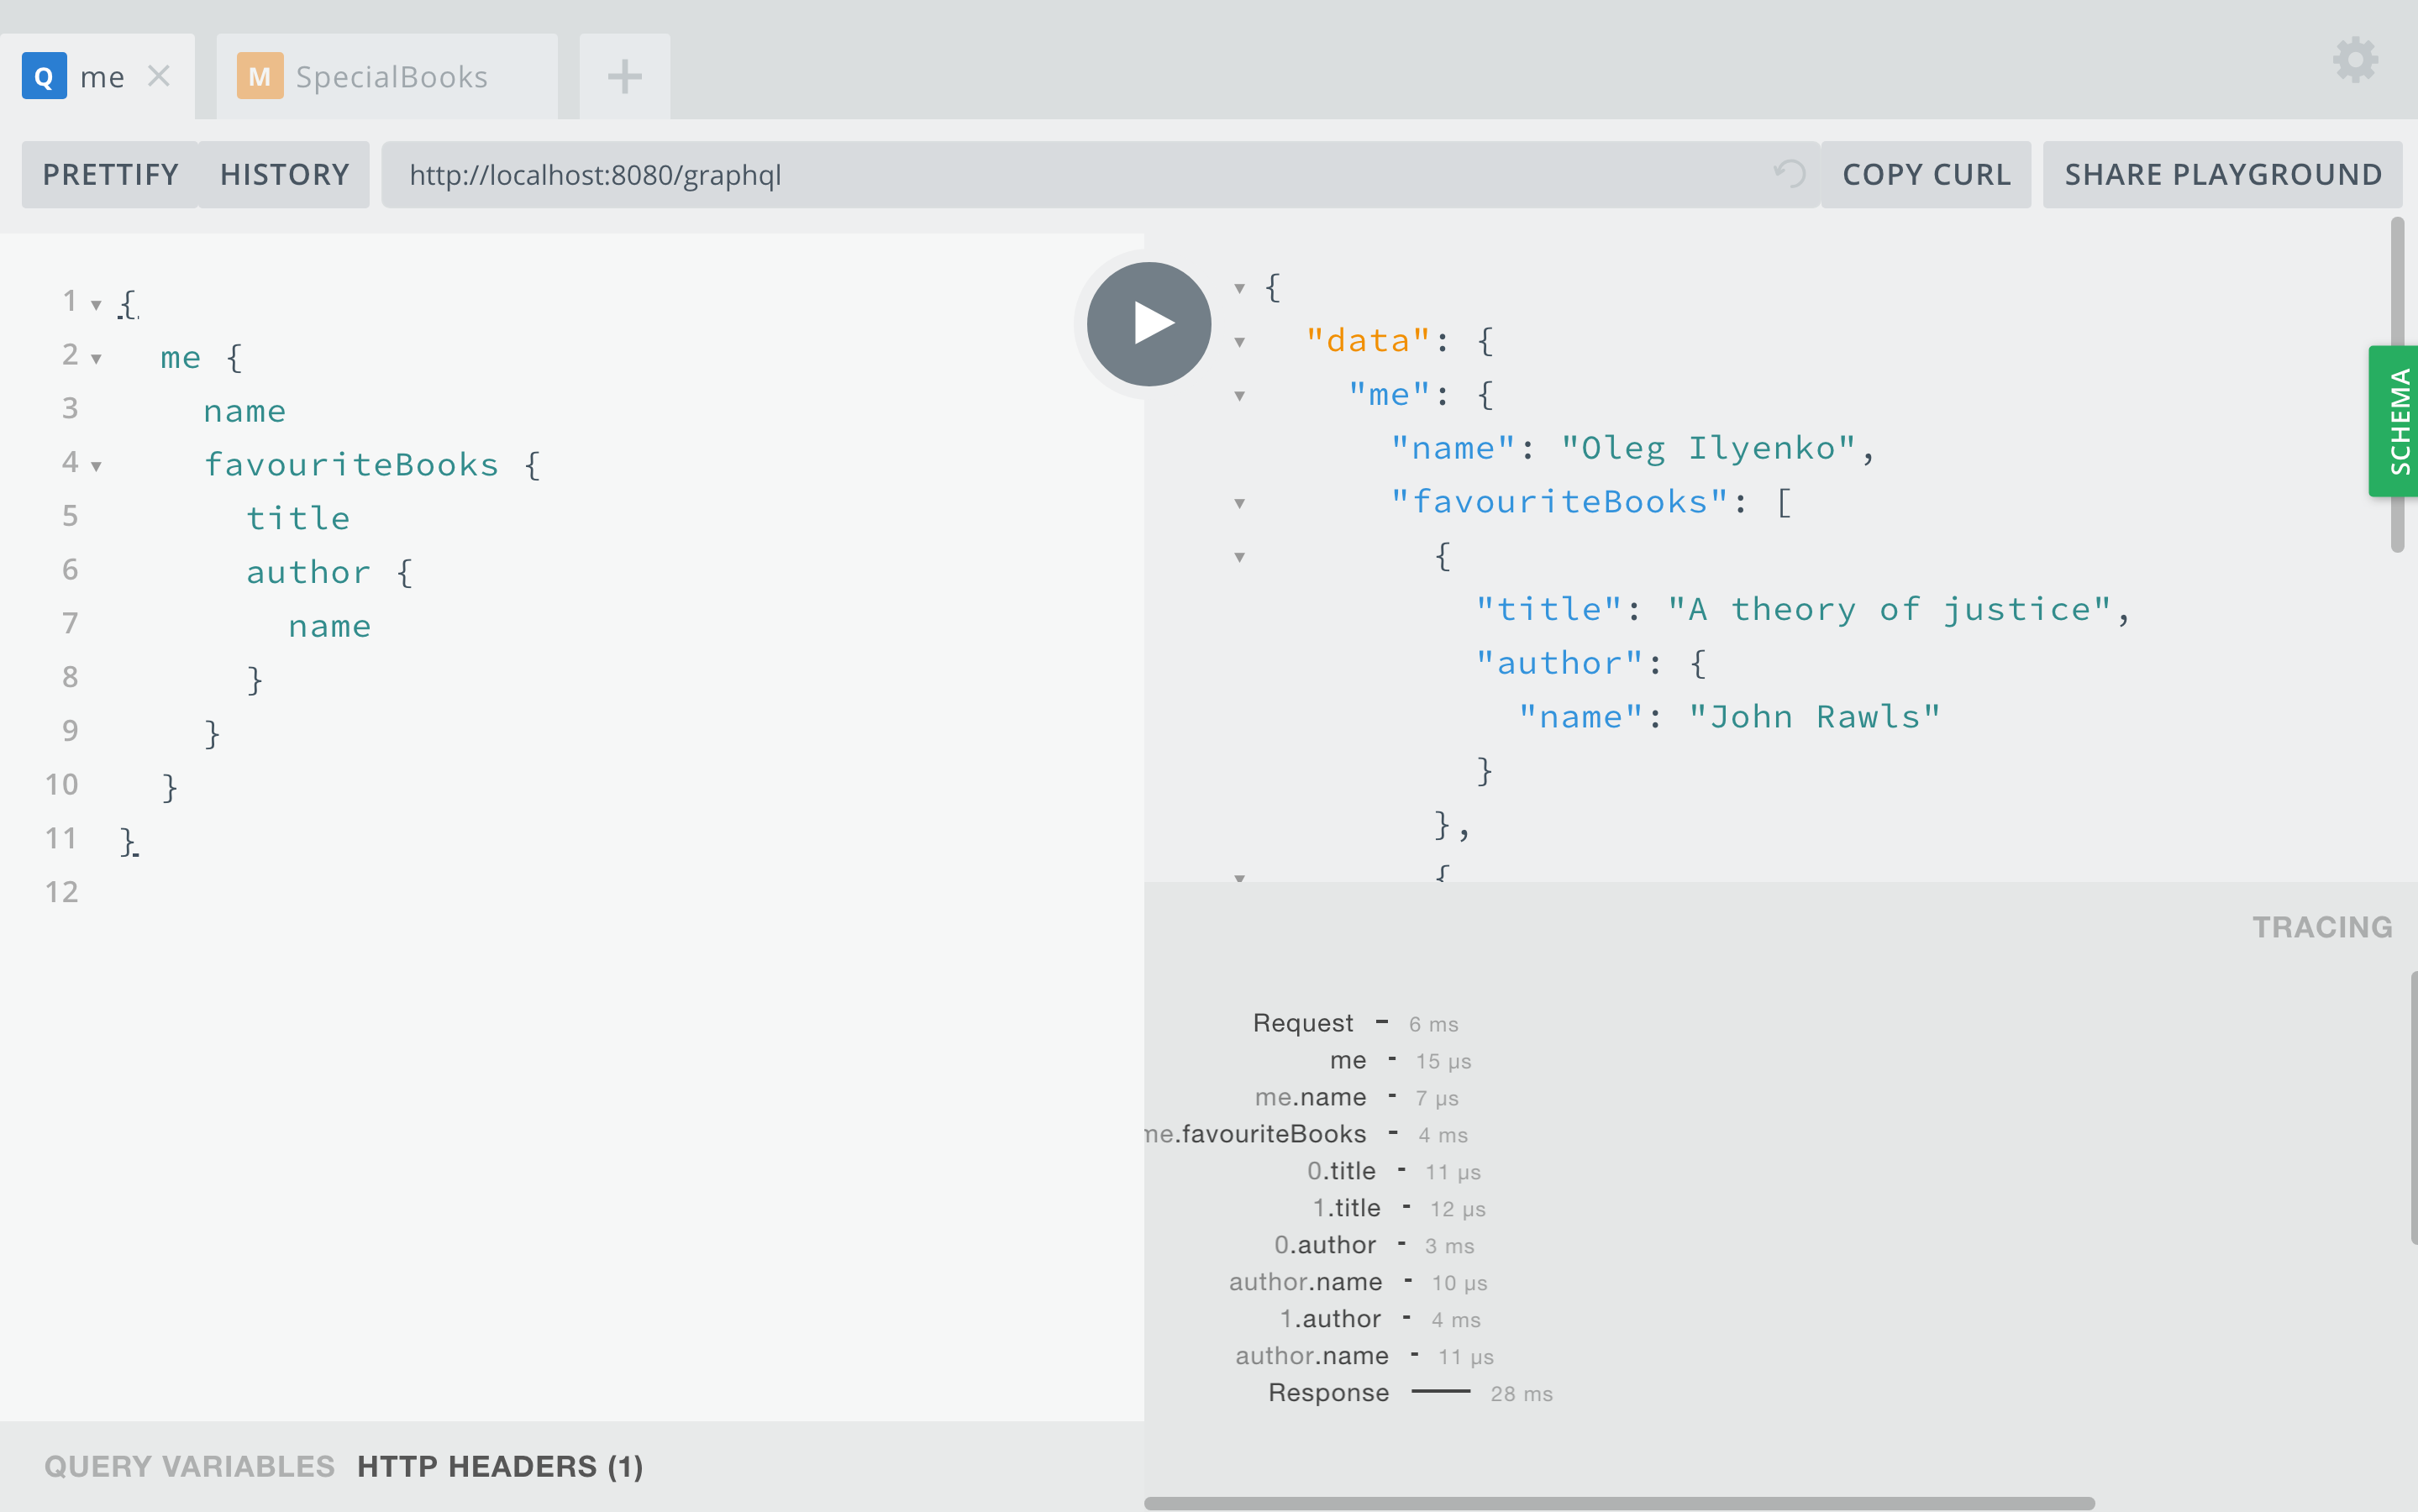 Q me × M SpecialBooks +
PRETTIFY HISTORY http://localhost:8080/graphql COPY CURL SHARE PLAYGROUND
1 {
2 me {
3 name
4 favouriteBooks {
5 title
6 author {
7 name
8 }
9 }
10 }
11 }
12
{
"data": {
"me": {
"name": "Oleg Ilyenko",
"favouriteBooks": [
{
"title": "A theory of justice",
"author": {
"name": "John Rawls"
}
},
{
SCHEMA
TRACING
Request 6 ms
me 15 µs
me.name 7 µs
me.favouriteBooks 4 ms
0.title 11 µs
1.title 12 µs
0.author 3 ms
author.name 10 µs
1.author 4 ms
author.name 11 µs
Response 28 ms
QUERY VARIABLES HTTP HEADERS (1)